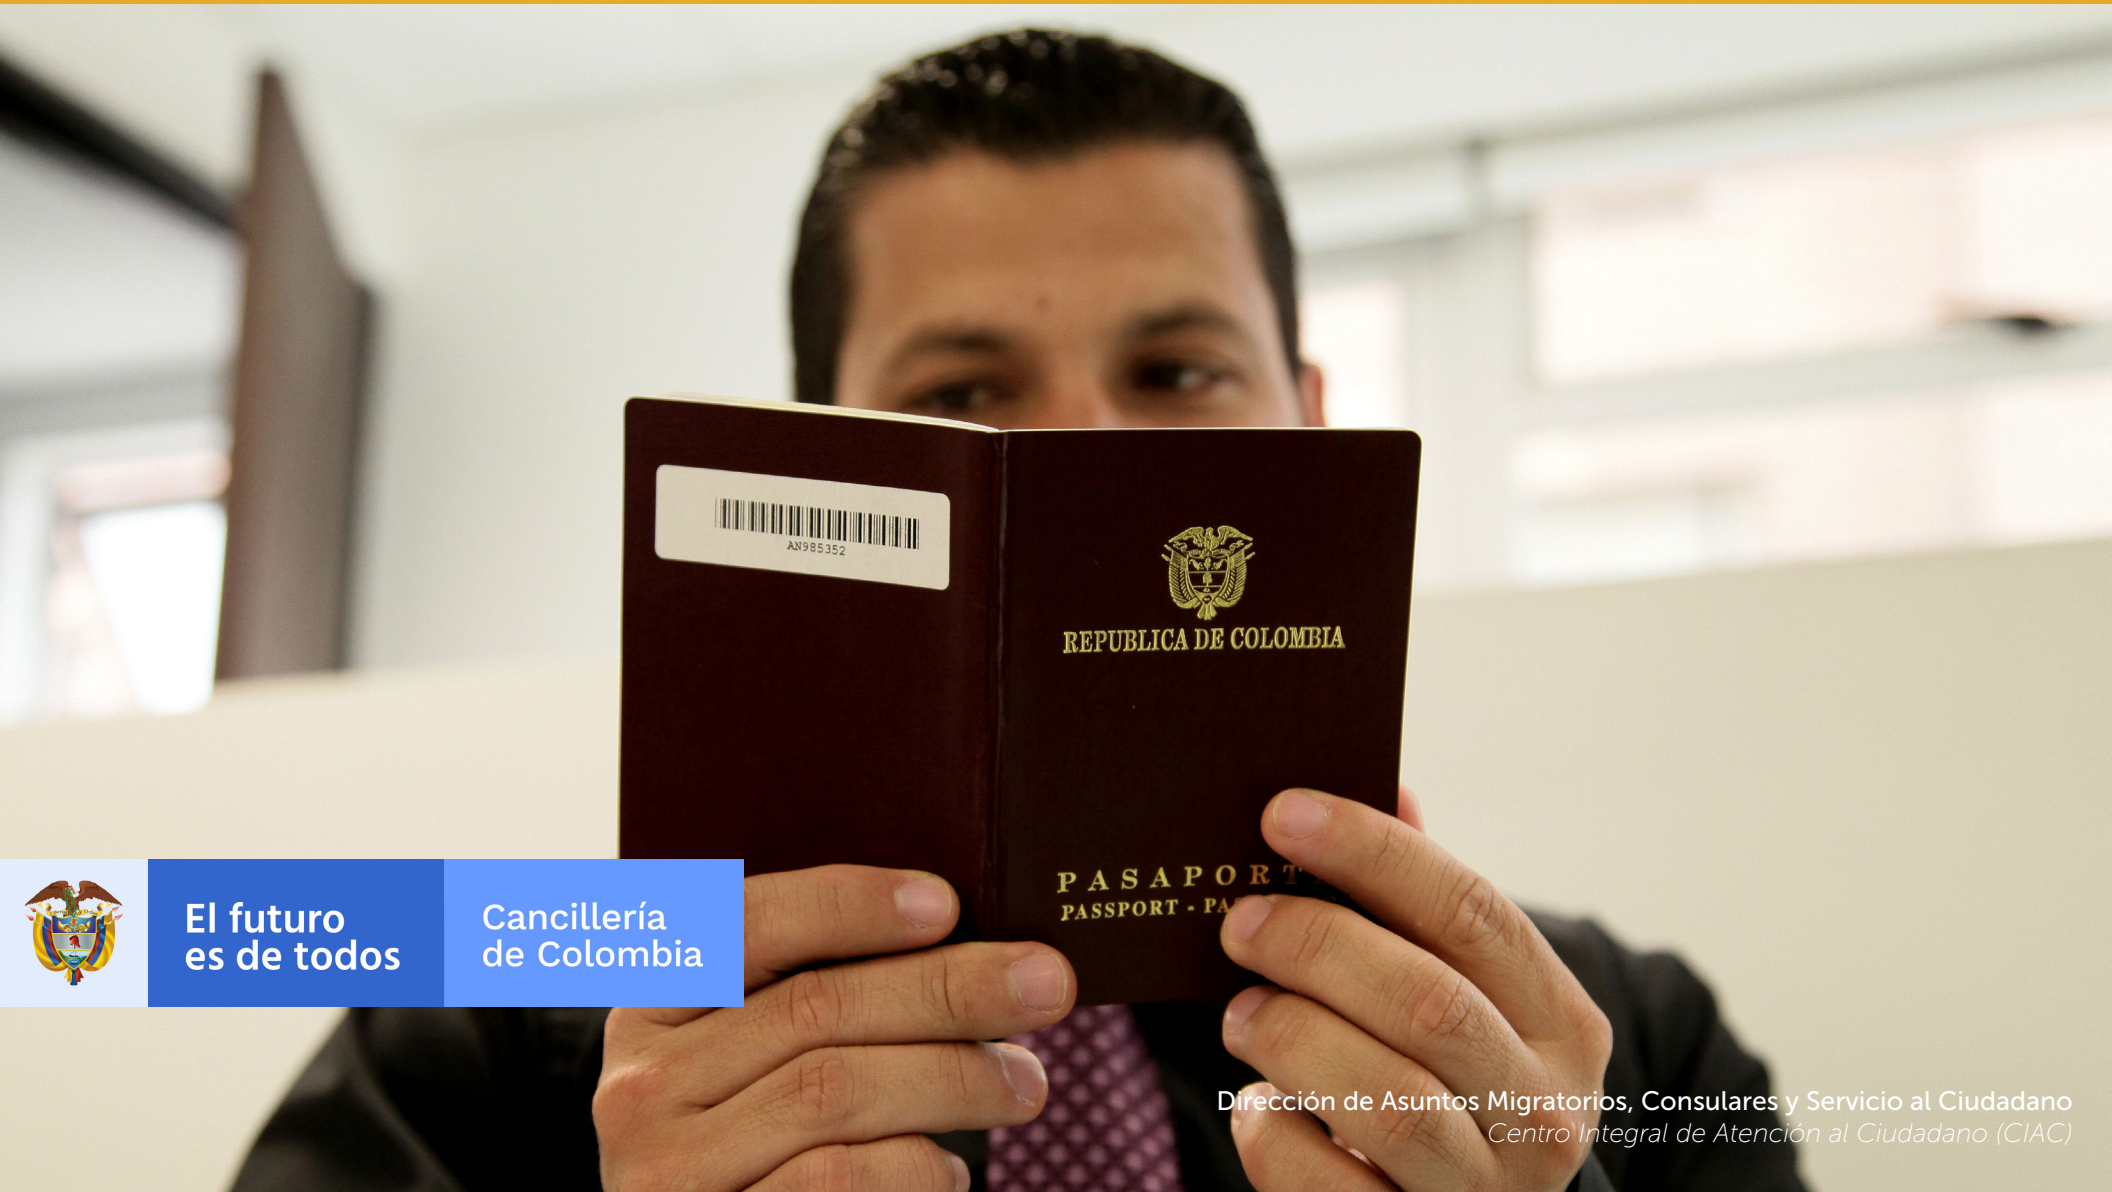 AN985352
REPUBLICA DE COLOMBIA
PASAPORT
PASSPORT - PA
El futuro
es de todos
Cancillería
de Colombia
Dirección de Asuntos Migratorios, Consulares y Servicio al Ciudadano
Centro Integral de Atención al Ciudadano (CIAC)